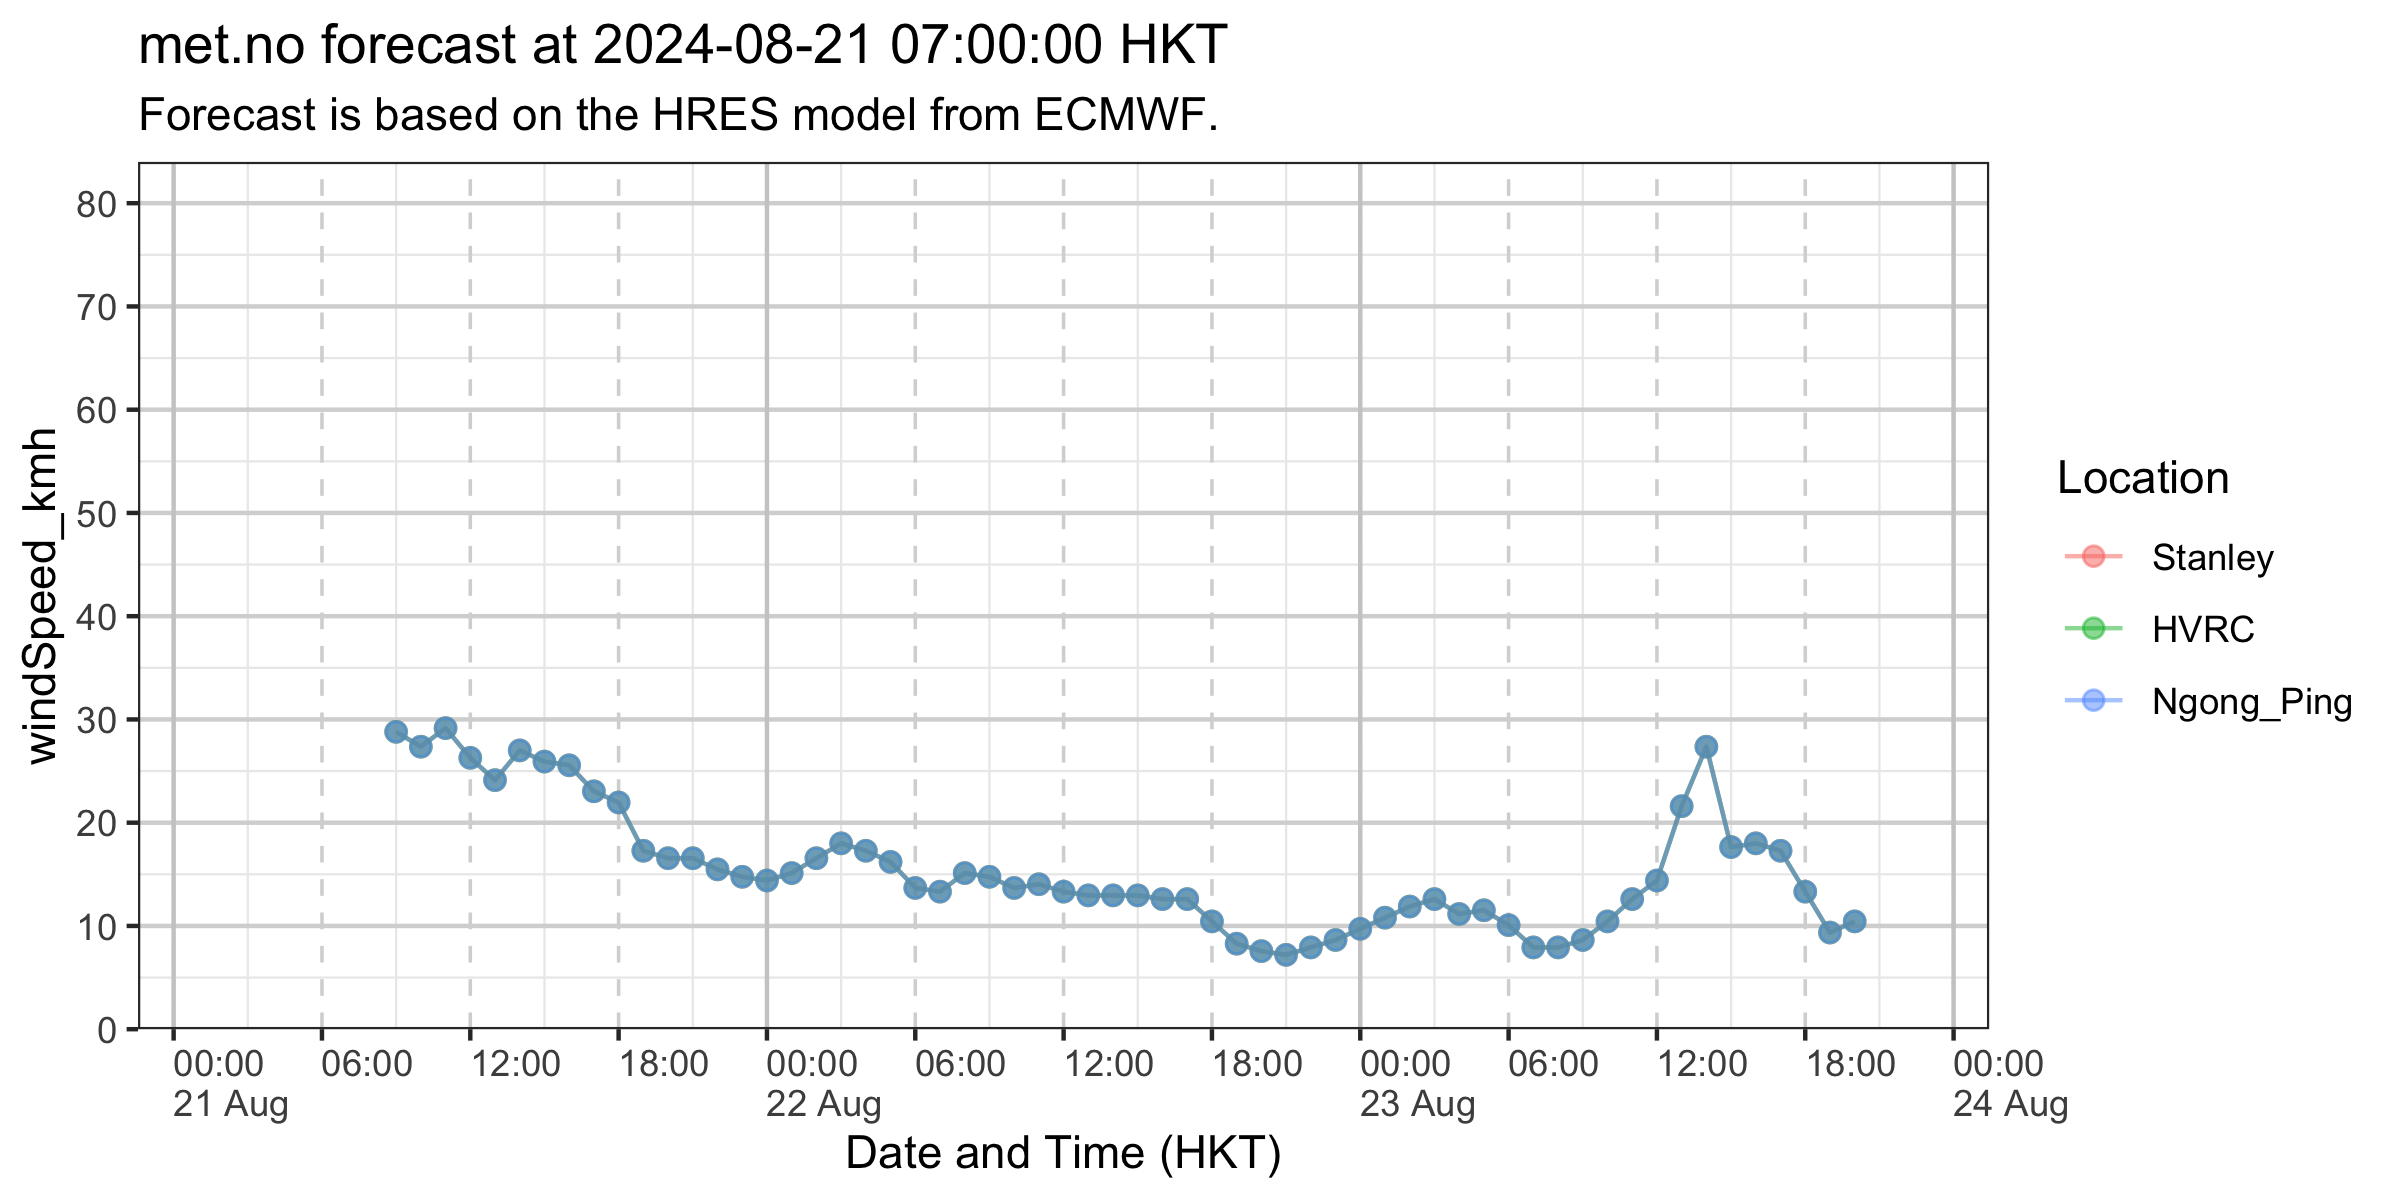 met.no forecast at 2024-08-21 07:00:00 HKT
Forecast is based on the HRES model from ECMWF.
windSpeed_kmh
80
70
60
50
40
30
20
10
0
00:00 06:00 12:00 18:00 00:00 06:00 12:00 18:00 00:00 06:00 12:00 18:00 00:00
21 Aug 22 Aug 23 Aug 24 Aug
Date and Time (HKT)
Location
Stanley
HVRC
Ngong_Ping